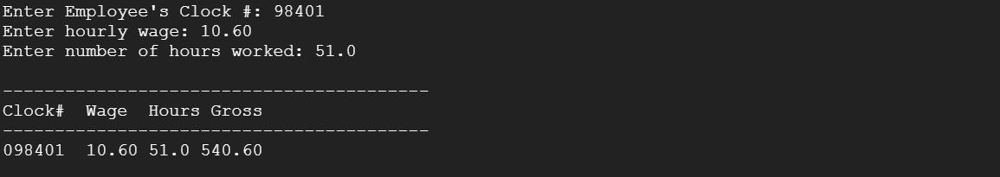 Enter Employee's Clock #: 98401
Enter hourly wage: 10.60
Enter number of hours worked: 51.0
-----------------------------------------
Clock#  Wage  Hours Gross
-----------------------------------------
098401  10.60 51.0 540.60